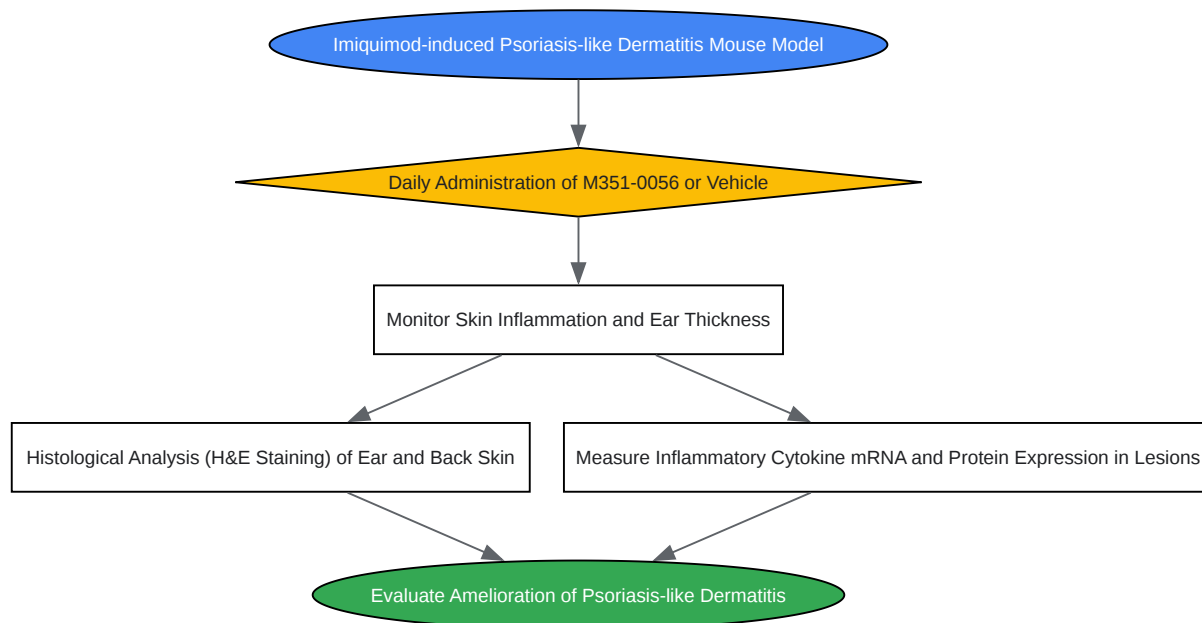 Imiquimod-induced Psoriasis-like Dermatitis Mouse Model
Daily Administration of M351-0056 or Vehicle
Monitor Skin Inflammation and Ear Thickness
Histological Analysis (H&E Staining) of Ear and Back Skin
Measure Inflammatory Cytokine mRNA and Protein Expression in Lesions
Evaluate Amelioration of Psoriasis-like Dermatitis